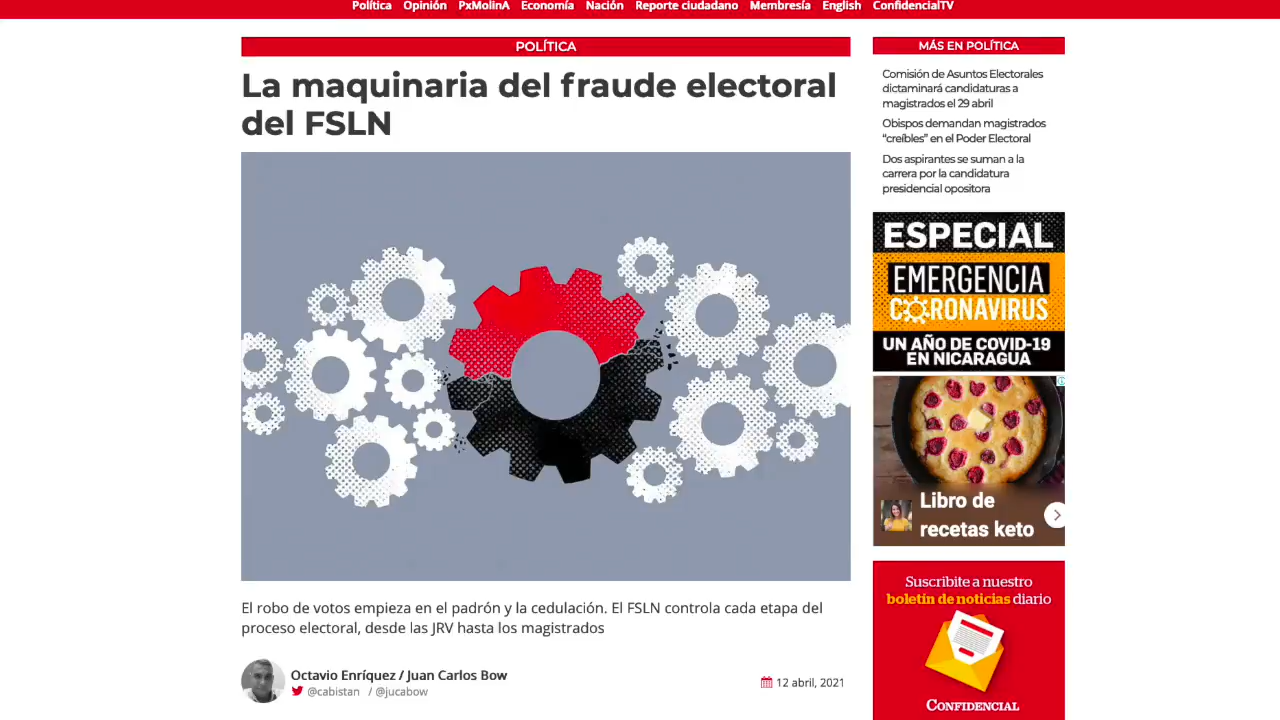 Política Opinión PxMolinA Economía Nación Reporte ciudadano Membresía English ConfidencialTV
POLÍTICA
La maquinaria del fraude electoral
del FSLN
El robo de votos empieza en el padrón y la cedulación. El FSLN controla cada etapa del
proceso electoral, desde las JRV hasta los magistrados
Octavio Enríquez / Juan Carlos Bow
@cabistan / @jucabow
12 abril, 2021
MÁS EN POLÍTICA
Comisión de Asuntos Electorales
dictaminará candidaturas a
magistrados el 29 abril
Obispos demandan magistrados
“creíbles” en el Poder Electoral
Dos aspirantes se suman a la
carrera por la candidatura
presidencial opositora
ESPECIAL
EMERGENCIA
CORONAVIRUS
UN AÑO DE COVID-19
EN NICARAGUA
Libro de
recetas keto
Suscribite a nuestro
boletín de noticias diario
CONFIDENCIAL